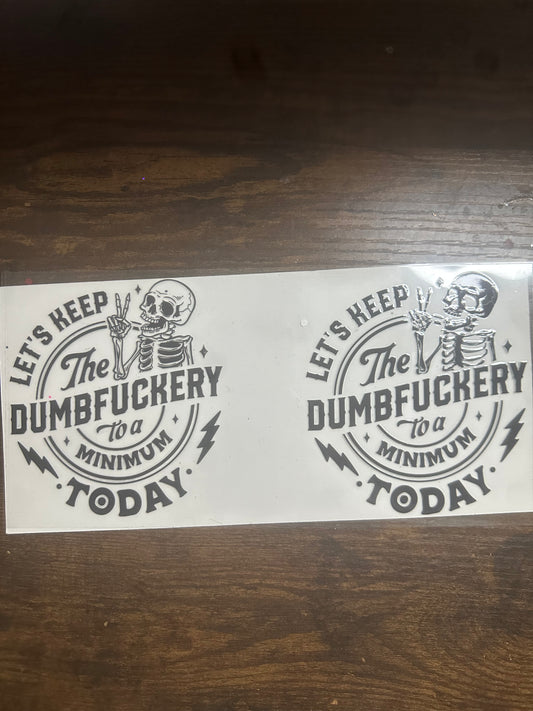 LET'S KEEP
The
DUMBFUCKERY
to a
MINIMUM
• TODAY •
LET'S KEEP
The
DUMBFUCKERY
to a
MINIMUM
• TODAY •